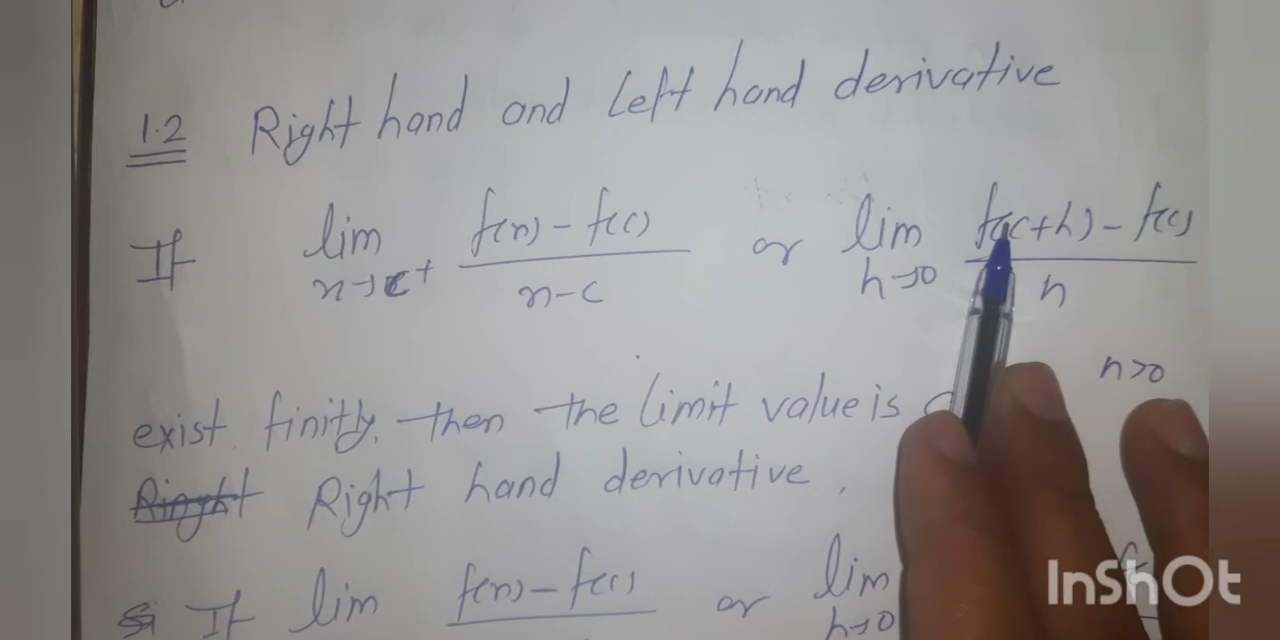 1.2 Right hand and Left hand derivative
If lim x→c+ f(x) - f(c) / x-c or lim h→0 f(c+h) - f(c) / h
h>0
exist finitly, then the limit value is
Right Right hand derivative.
If lim f(x) - f(c) or lim h→0
InShOt